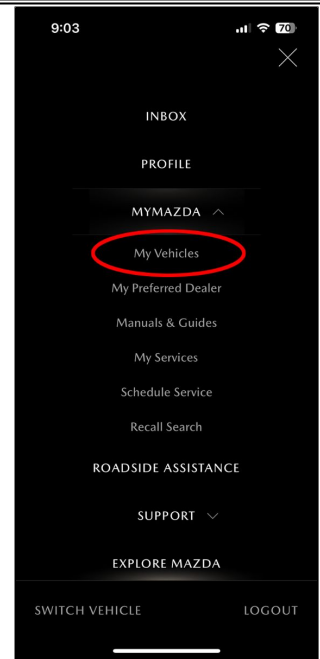 9:03
70
INBOX
PROFILE
MYMAZDA
My Vehicles
My Preferred Dealer
Manuals & Guides
My Services
Schedule Service
Recall Search
ROADSIDE ASSISTANCE
SUPPORT
EXPLORE MAZDA
SWITCH VEHICLE LOGOUT